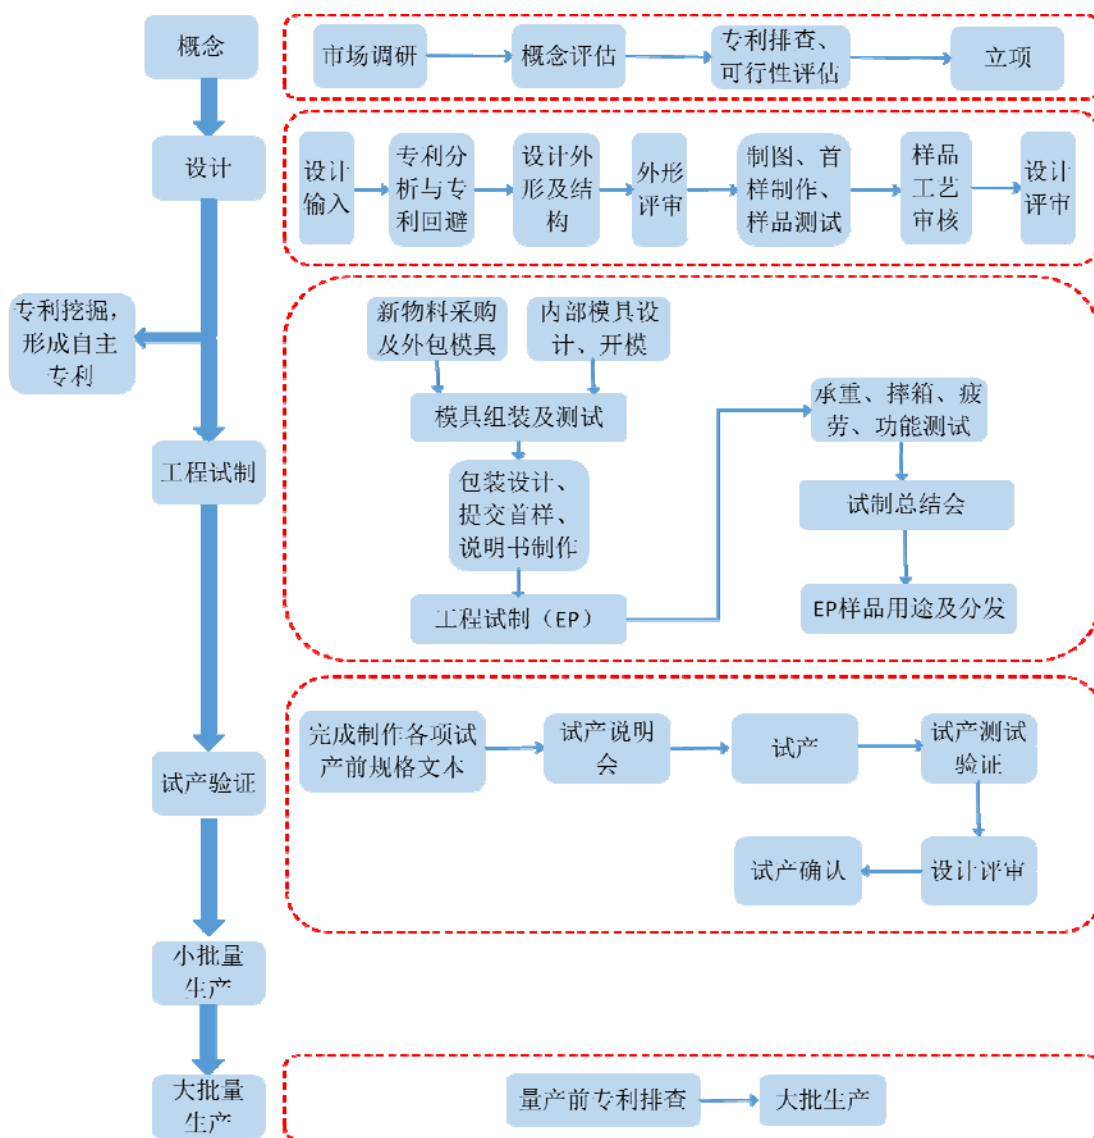 概念
市场调研
概念评估
专利排查、
可行性评估
立项
设计
设计
输入
专利分
析与专
利回避
设计外
形及结
构
外形
评审
制图、首
样制作、
样品测试
样品
工艺
审核
设计
评审
专利挖掘，
形成自主
专利
工程试制
新物料采购
及外包模具
内部模具设
计、开模
模具组装及测试
包装设计、
提交首样、
说明书制作
工程试制（EP）
承重、摔箱、疲
劳、功能测试
试制总结会
EP样品用途及分发
试产验证
完成制作各项试
产前规格文本
试产说明
会
试产
试产测试
验证
设计评审
试产确认
小批量
生产
大批量
生产
量产前专利排查
大批生产